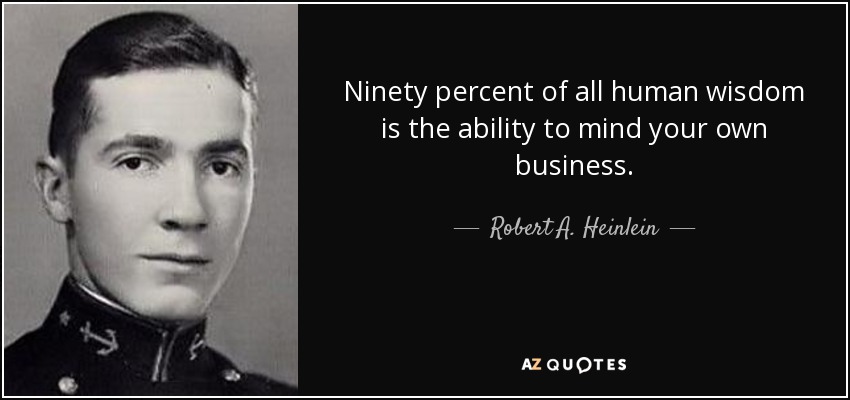 Ninety percent of all human wisdom
is the ability to mind your own
business.
Robert A. Heinlein
AZ QUOTES